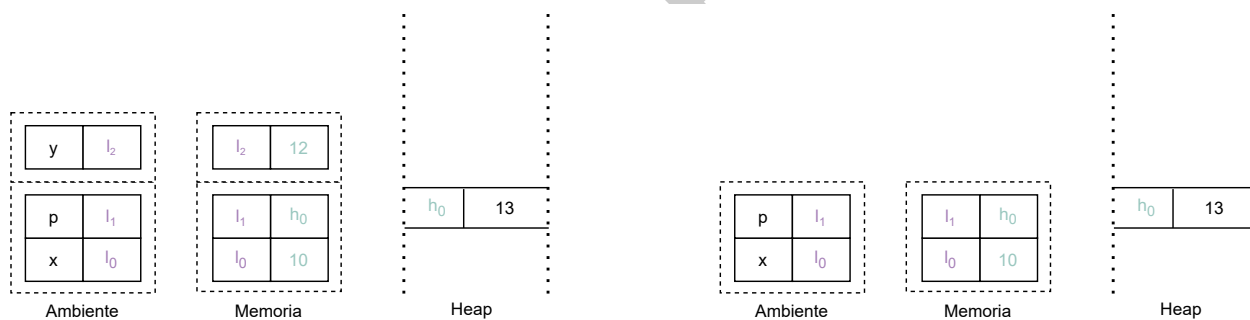 y l₂ l₂ 12
h₀ 13 h₀ 13
p l₁ l₁ h₀ p l₁ l₁ h₀
x l₀ l₀ 10 x l₀ l₀ 10
Ambiente Memoria Heap Ambiente Memoria Heap